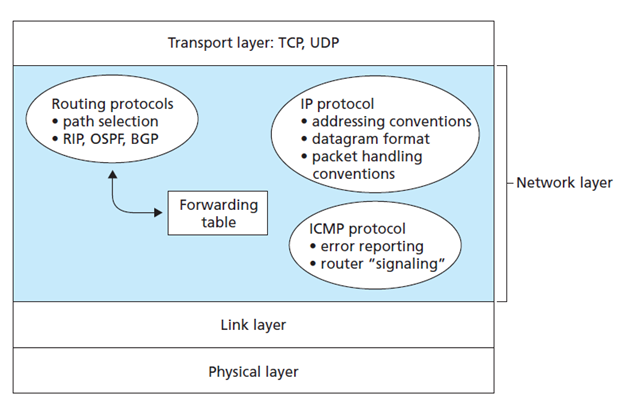 Transport layer: TCP, UDP
Routing protocols
• path selection
• RIP, OSPF, BGP
IP protocol
• addressing conventions
• datagram format
• packet handling
conventions
Network layer
Forwarding
table
ICMP protocol
• error reporting
• router “signaling”
Link layer
Physical layer